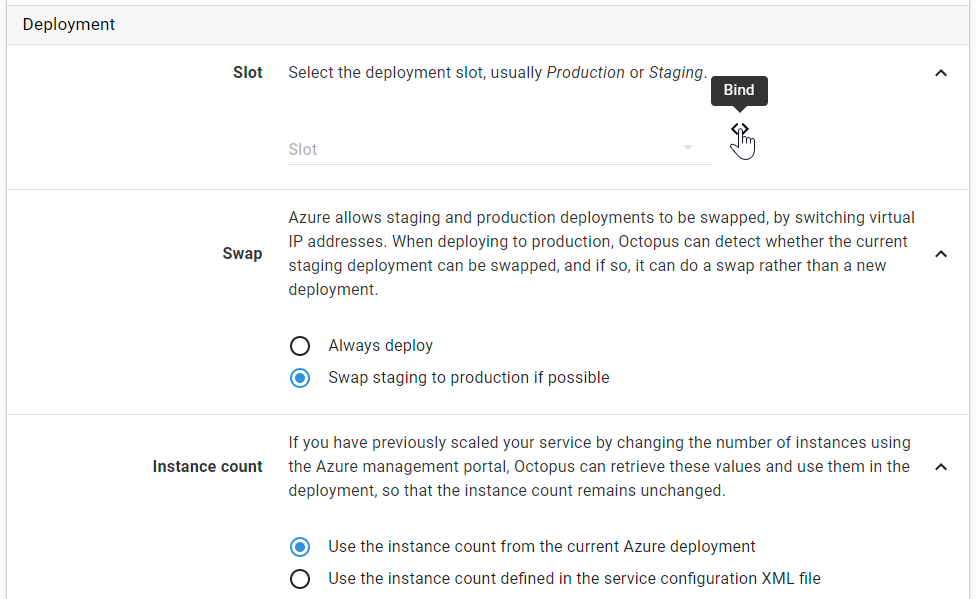 Deployment
Slot
Select the deployment slot, usually Production or Staging.
Bind
Slot
Swap
Azure allows staging and production deployments to be swapped, by switching virtual
IP addresses. When deploying to production, Octopus can detect whether the current
staging deployment can be swapped, and if so, it can do a swap rather than a new
deployment.
Always deploy
Swap staging to production if possible
Instance count
If you have previously scaled your service by changing the number of instances using
the Azure management portal, Octopus can retrieve these values and use them in the
deployment, so that the instance count remains unchanged.
Use the instance count from the current Azure deployment
Use the instance count defined in the service configuration XML file